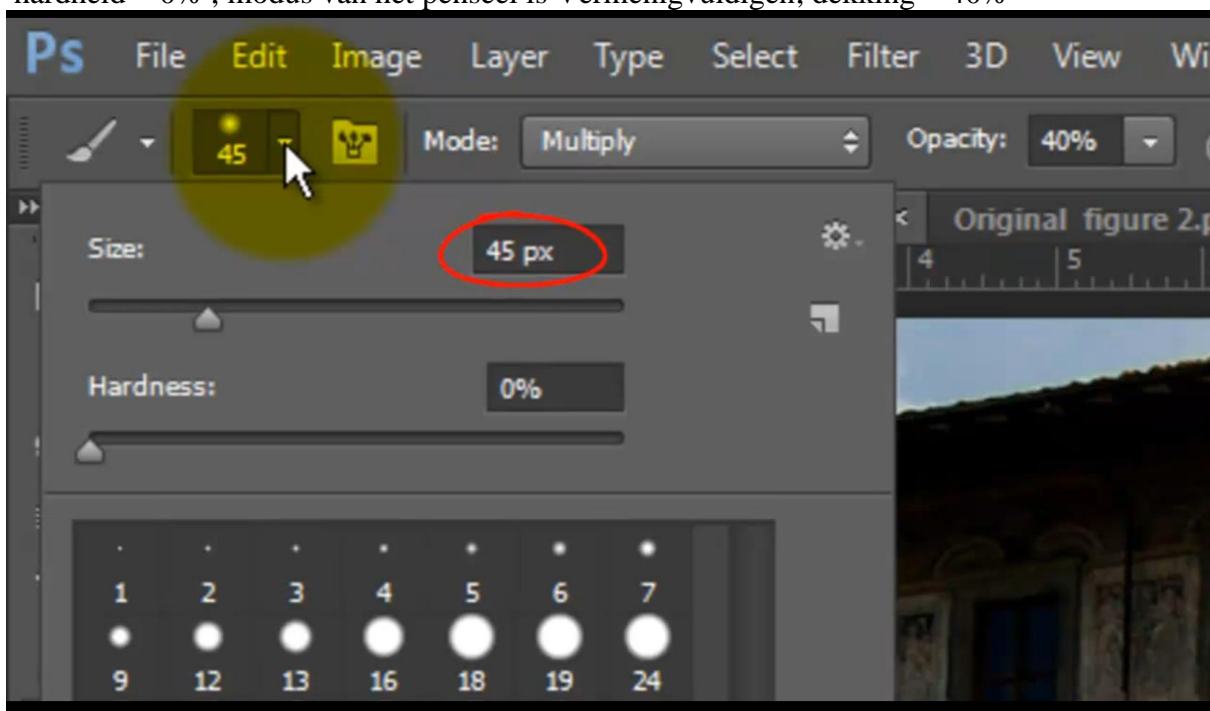 hardheid = 0% ; modus van het penseel is Vermenigvuldigen, dekking = 40%
Ps File Edit Image Layer Type Select Filter 3D View Wi
45 Mode: Multiply Opacity: 40%
Original figure 2.p
Size: 45 px
4 5
Hardness: 0%
1 2 3 4 5 6 7
9 12 13 16 18 19 24